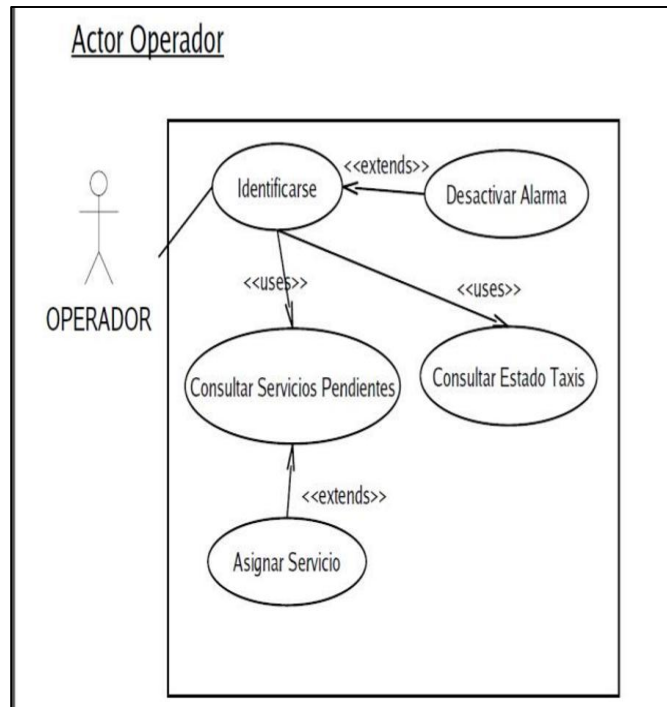 Actor Operador
<<extends>>
Identificarse
Desactivar Alarma
<<uses>>
<<uses>>
OPERADOR
Consultar Servicios Pendientes
Consultar Estado Taxis
<<extends>>
Asignar Servicio